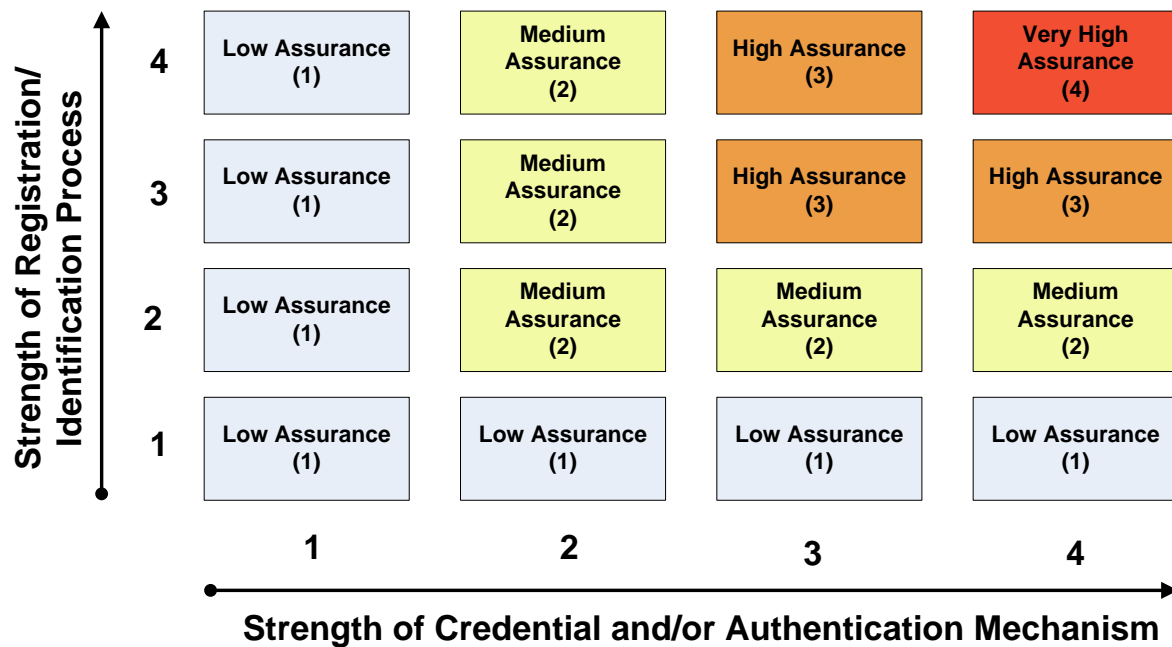 Strength of Registration/
Identification Process
4
Low Assurance
(1)
Medium
Assurance
(2)
High Assurance
(3)
Very High
Assurance
(4)
3
Low Assurance
(1)
Medium
Assurance
(2)
High Assurance
(3)
High Assurance
(3)
2
Low Assurance
(1)
Medium
Assurance
(2)
Medium
Assurance
(2)
Medium
Assurance
(2)
1
Low Assurance
(1)
Low Assurance
(1)
Low Assurance
(1)
Low Assurance
(1)
1
2
3
4
Strength of Credential and/or Authentication Mechanism